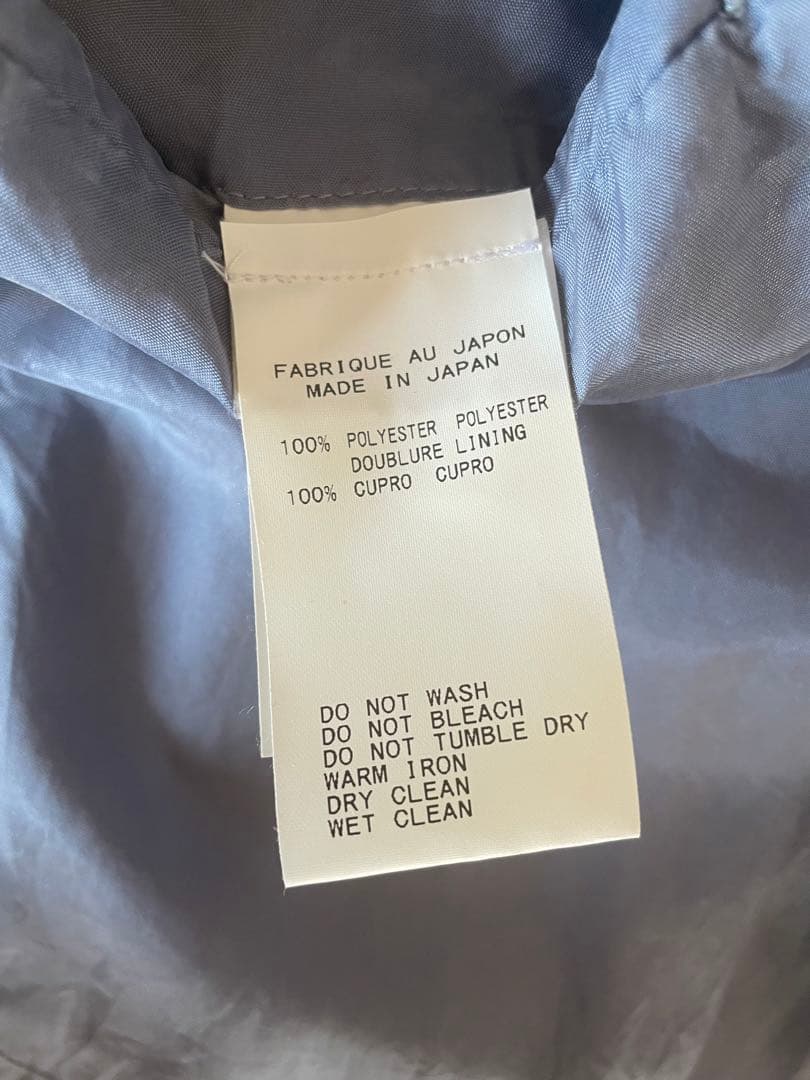 FABRIQUE AU JAPON
MADE IN JAPAN
100% POLYESTER POLYESTER
DOUBLURE LINING
100% CUPRO CUPRO
DO NOT WASH
DO NOT BLEACH
DO NOT TUMBLE DRY
WARM IRON
DRY CLEAN
WET CLEAN